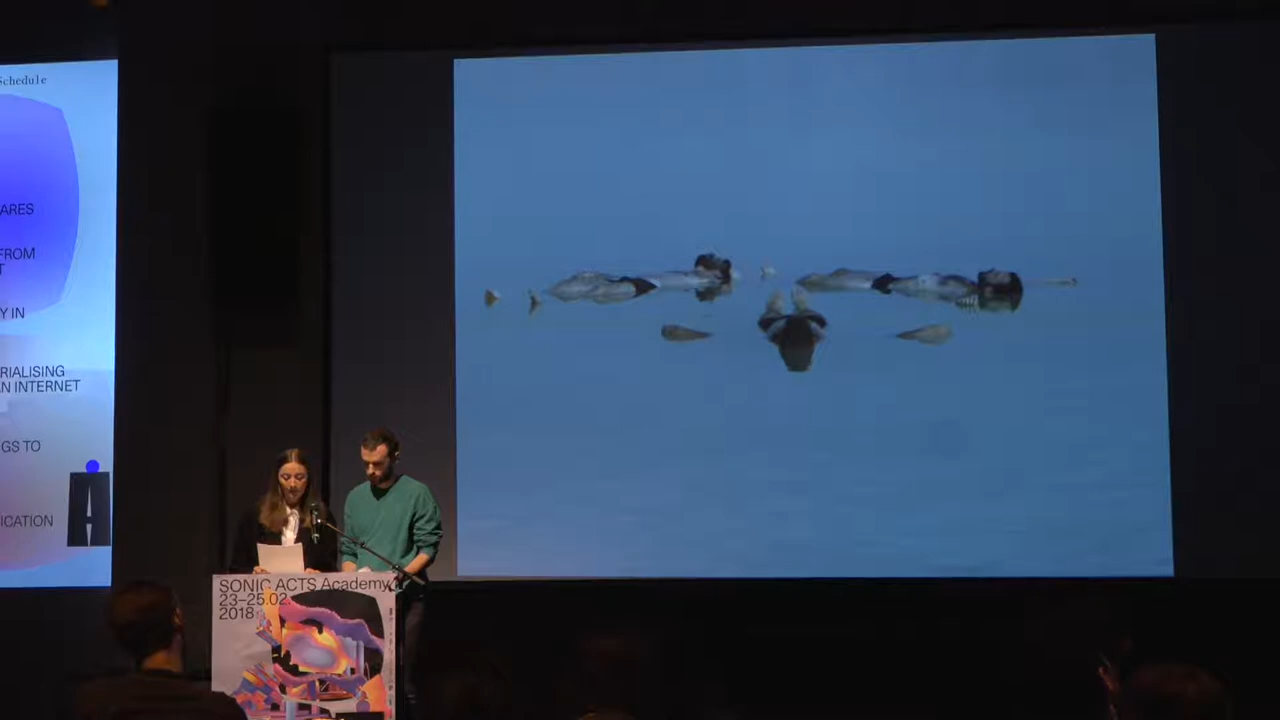 Schedule
ARES
FROM
T
Y IN
RIALISING
AN INTERNET
GS TO
ICATION
SONIC ACTS Academy
23–25.02.
2018